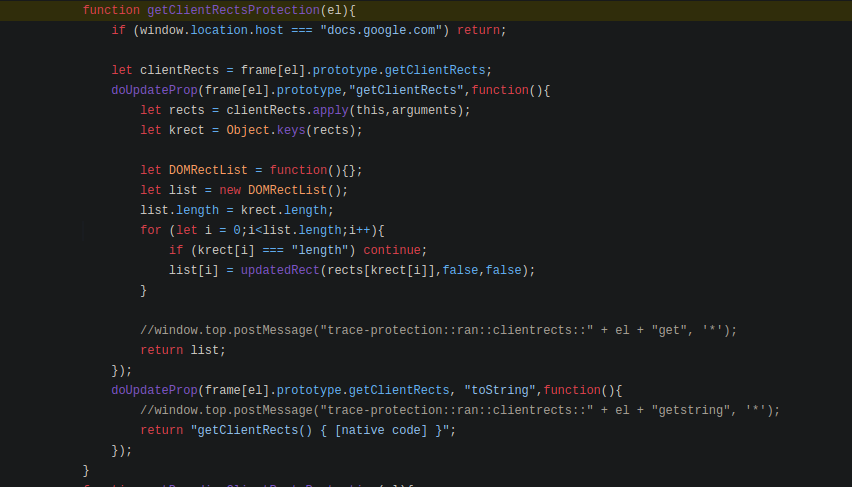 function getClientRectsProtection(el){
if (window.location.host === "docs.google.com") return;
let clientRects = frame[el].prototype.getClientRects;
doUpdateProp(frame[el].prototype,"getClientRects",function(){
let rects = clientRects.apply(this,arguments);
let krect = Object.keys(rects);
let DOMRectList = function(){};
let list = new DOMRectList();
list.length = krect.length;
for (let i = 0;i<list.length;i++){
if (krect[i] === "length") continue;
list[i] = updatedRect(rects[krect[i]],false,false);
}
//window.top.postMessage("trace-protection::ran::clientrects::" + el + "get", '*');
return list;
});
doUpdateProp(frame[el].prototype.getClientRects, "toString",function(){
//window.top.postMessage("trace-protection::ran::clientrects::" + el + "getstring", '*');
return "getClientRects() { [native code] }";
});
}